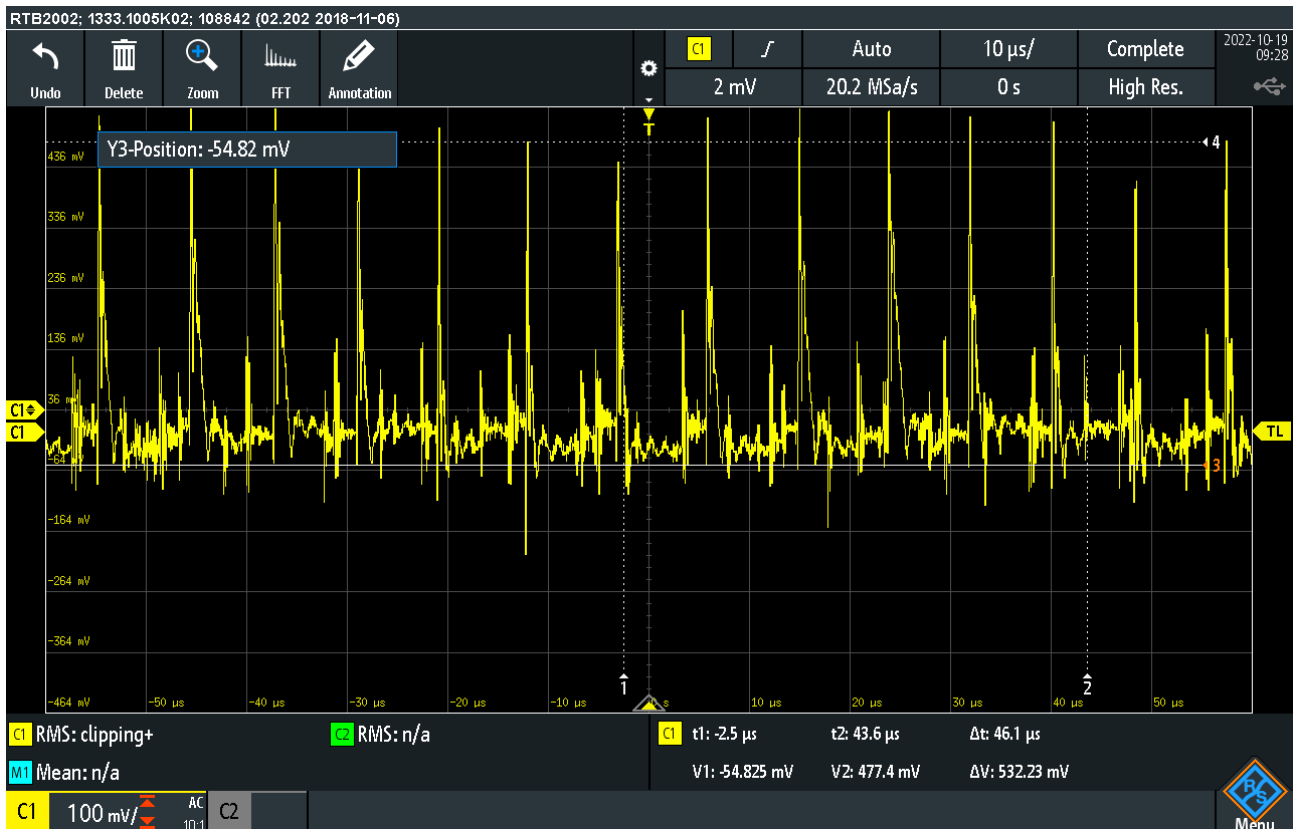 RTB2002; 1333.1005K02; 108842 (02.202 2018-11-06)
Undo Delete Zoom FFT Annotation
C1 Auto 10 µs/ Complete 2022-10-19
09:28
2 mV 20.2 MSa/s 0 s High Res.
T
Y3-Position: -54.82 mV
4
436 mV
336 mV
236 mV
136 mV
C1 36
C1 TL
-64
3
-164 mV
-264 mV
-364 mV
1 2
-464 mV -50 µs -40 µs -30 µs -20 µs -10 µs 10 µs 20 µs 30 µs 40 µs 50 µs
C1 RMS: clipping+ C2 RMS: n/a C1 t1: -2.5 µs t2: 43.6 µs Δt: 46.1 µs
M1 Mean: n/a V1: -54.825 mV V2: 477.4 mV ΔV: 532.23 mV
C1 100 mV/ AC C2 R&S
10:1 Menu